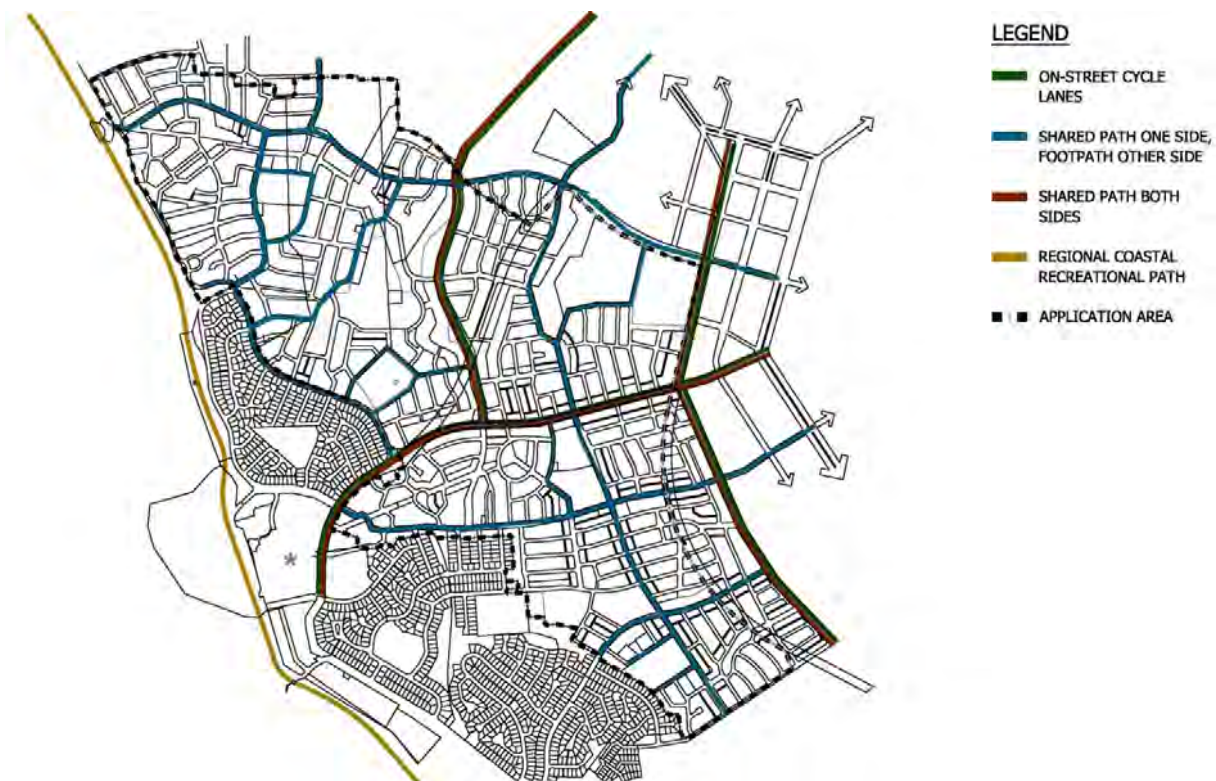 LEGEND
ON-STREET CYCLE
LANES
SHARED PATH ONE SIDE,
FOOTPATH OTHER SIDE
SHARED PATH BOTH
SIDES
REGIONAL COASTAL
RECREATIONAL PATH
APPLICATION AREA